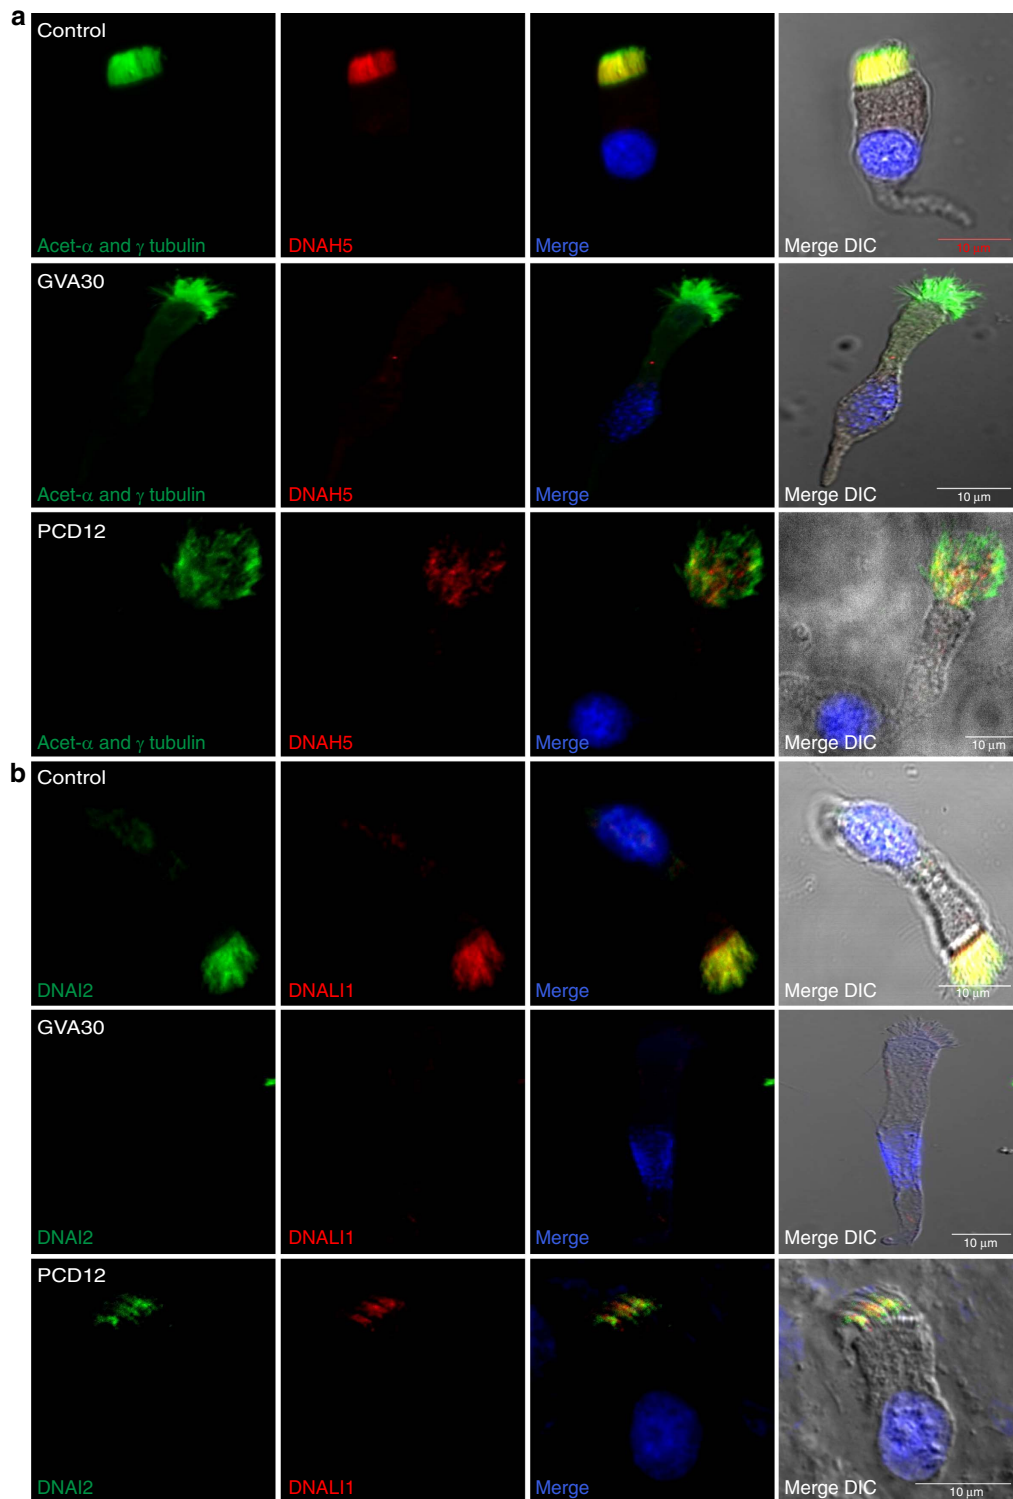 a
Control
Acet-α and γ tubulin
DNAH5
Merge
Merge DIC
10 μm
GVA30
Acet-α and γ tubulin
DNAH5
Merge
Merge DIC
10 μm
PCD12
Acet-α and γ tubulin
DNAH5
Merge
Merge DIC
10 μm
b
Control
DNAI2
DNALI1
Merge
Merge DIC
10 μm
GVA30
DNAI2
DNALI1
Merge
Merge DIC
10 μm
PCD12
DNAI2
DNALI1
Merge
Merge DIC
10 μm